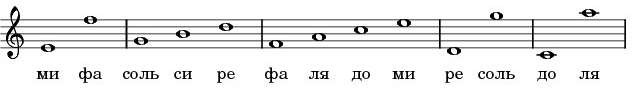 ми фа соль си ре фа ля до ми ре соль до ля